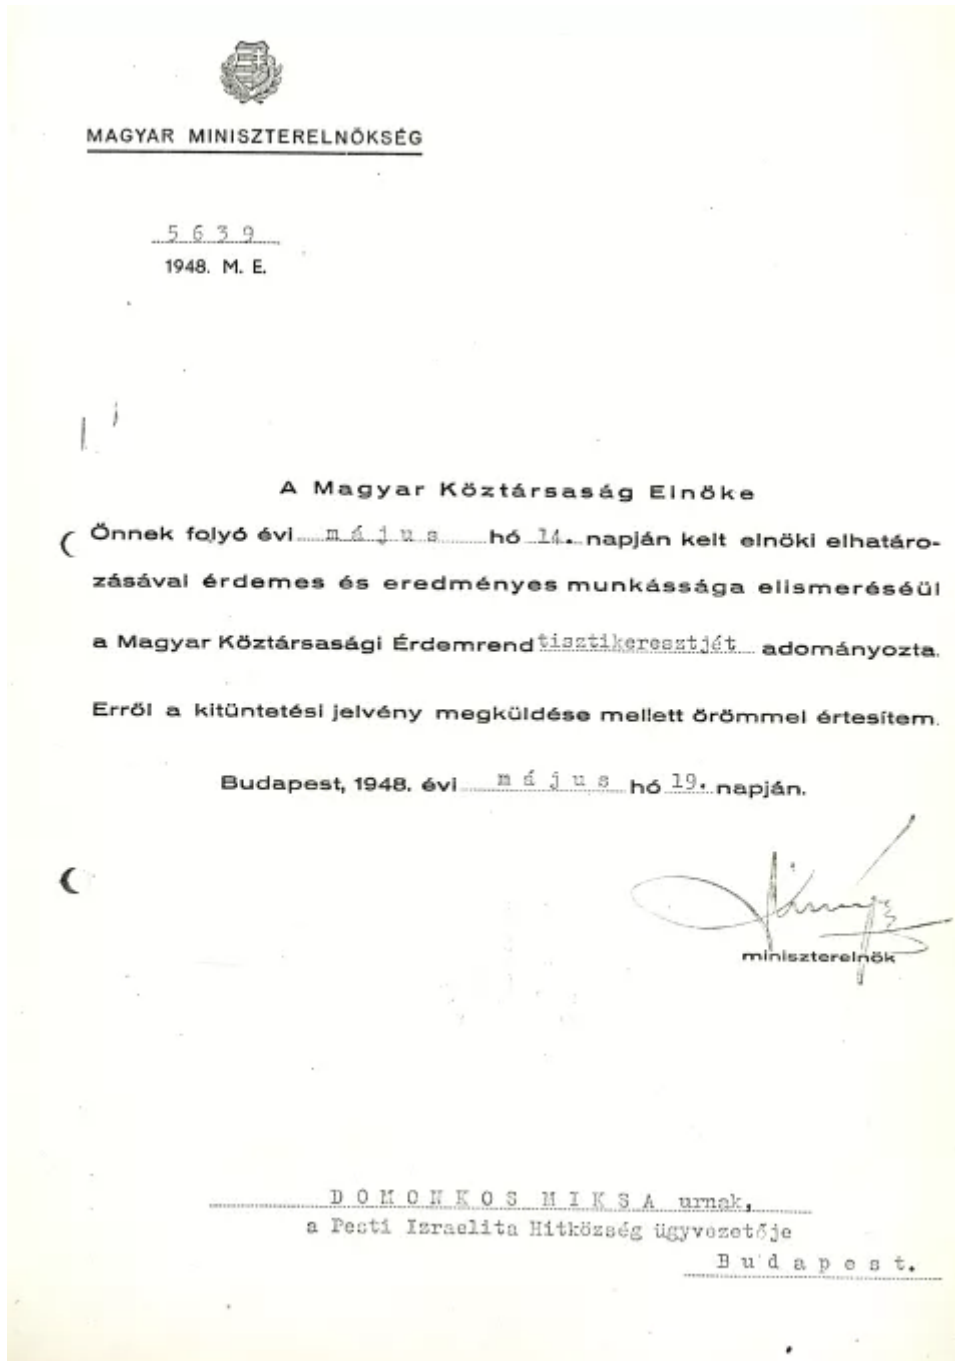 MAGYAR MINISZTERELNÖKSÉG
5639
1948. M. E.
A Magyar Köztársaság Elnöke
Önnek folyó évi május hó 14. napján kelt elnöki elhatáro-
zásával érdemes és eredményes munkássága elismeréséül
a Magyar Köztársasági Érdemrend tisztikeresztjét adományozta.
Erről a kitüntetési jelvény megküldése mellett örömmel értesítem.
Budapest, 1948. évi május hó 19. napján.
miniszterelnök
DOMONKOS MIKSA urnak,
a Pesti Izraelita Hitközség ügyvezetője
Budapest.